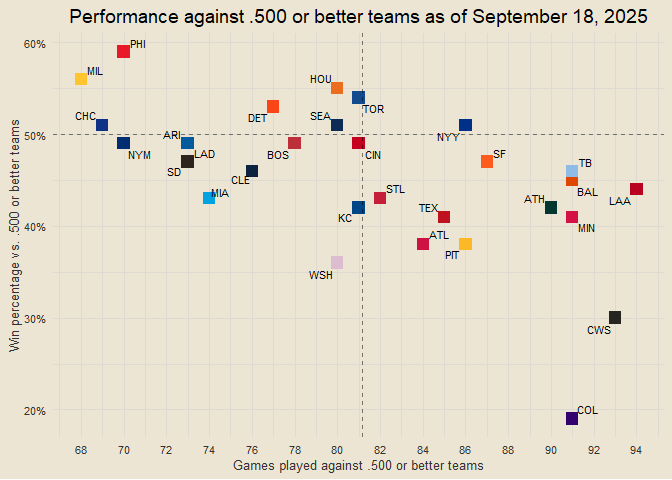 Performance against .500 or better teams as of September 18, 2025
60%
PHI
MIL
HOU
TOR
CHC
DET
SEA
50%
ARI
NYY
NYM
LAD
BOS
CIN
SF
TB
SD
CLE
MIA
STL
BAL
LAA
KC
TEX
ATH
MIN
40%
ATL
PIT
WSH
30%
CWS
20%
COL
68
70
72
74
76
78
80
82
84
86
88
90
92
94
Games played against .500 or better teams
Win percentage vs. .500 or better teams